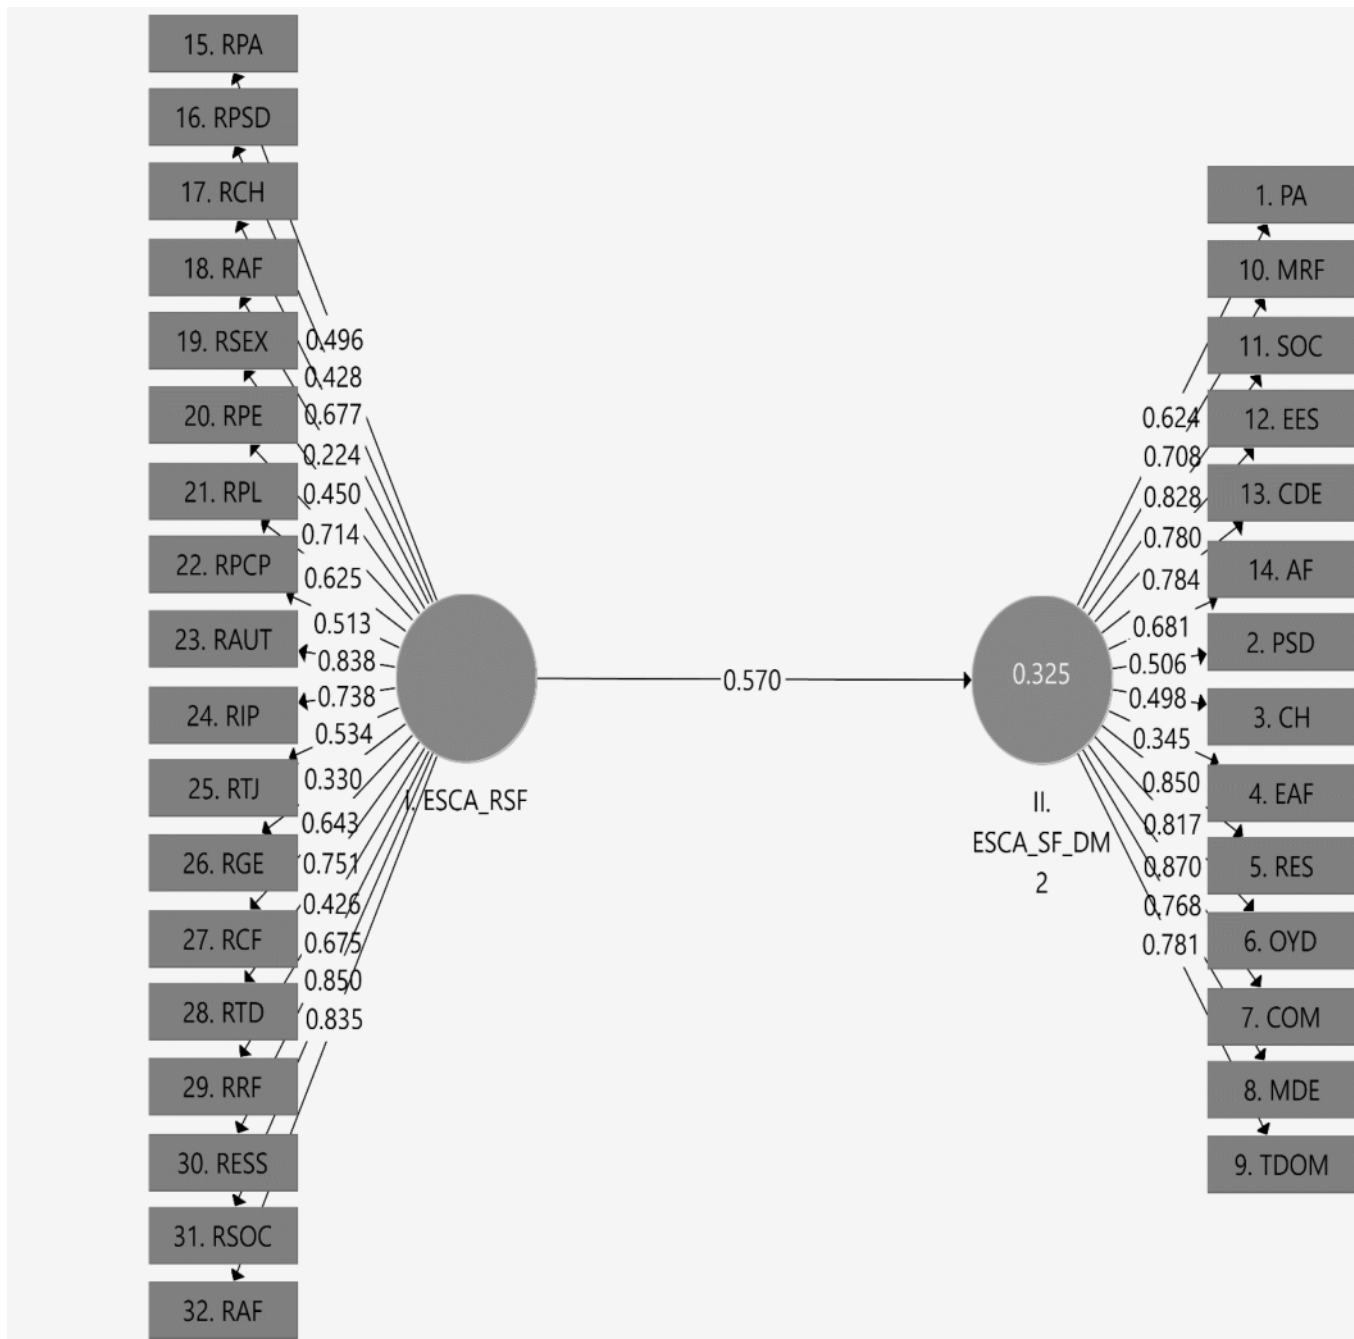 15. RPA
16. RPSD
17. RCH
18. RAF
19. RSEX
20. RPE
21. RPL
22. RPCP
23. RAUT
24. RIP
25. RTJ
26. RGE
27. RCF
28. RTD
29. RRF
30. RESS
31. RSOC
32. RAF
0.496
0.428
0.677
0.224
0.450
0.714
0.625
0.513
0.838
0.738
0.534
0.330
0.643
0.751
0.426
0.675
0.850
0.835
I. ESCA_RSF
0.570
0.325
II.
ESCA_SF_DM
2
0.624
0.708
0.828
0.780
0.784
0.681
0.506
0.498
0.345
0.850
0.817
0.870
0.768
0.781
1. PA
10. MRF
11. SOC
12. EES
13. CDE
14. AF
2. PSD
3. CH
4. EAF
5. RES
6. OYD
7. COM
8. MDE
9. TDOM